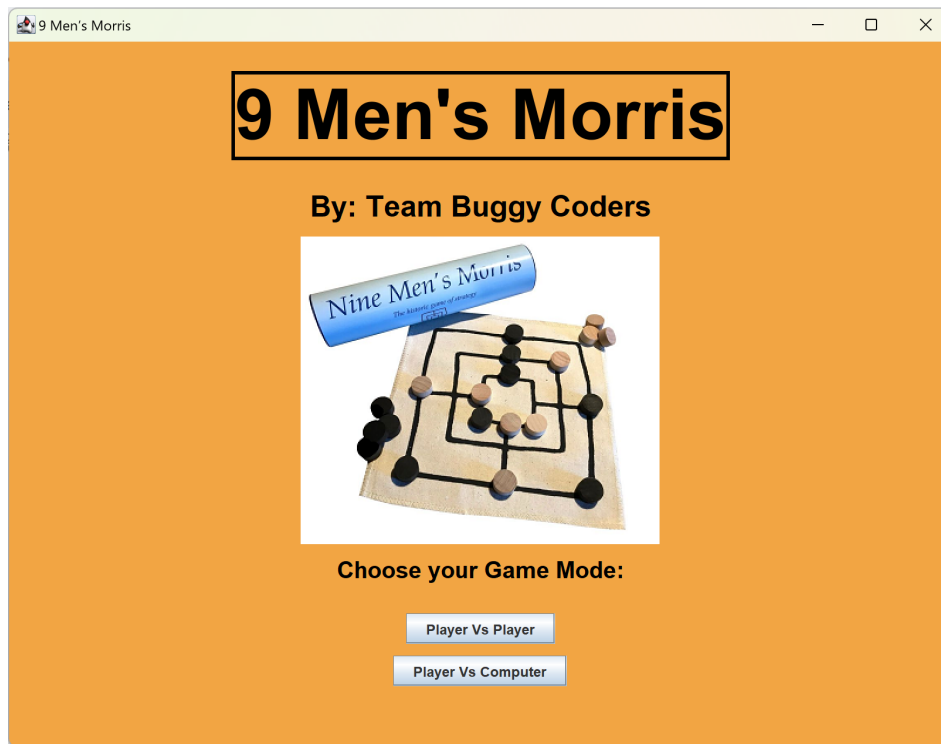 9 Men's Morris
9 Men's Morris
By: Team Buggy Coders
Nine Men's Morris
The historic game of strategy
Choose your Game Mode:
Player Vs Player
Player Vs Computer